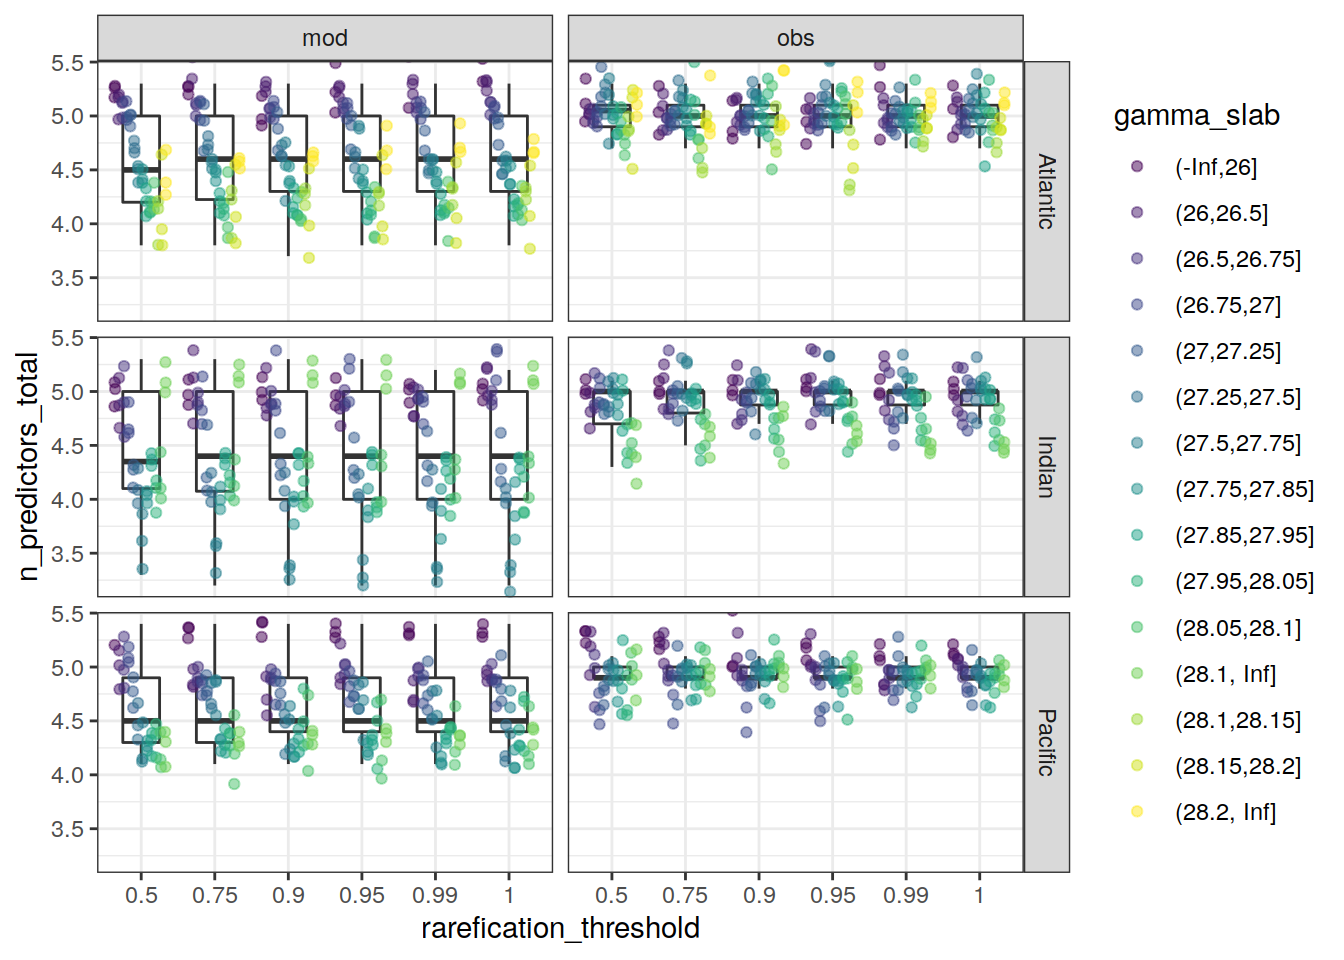 mod
obs
5.5
5.0
4.5
4.0
3.5
Atlantic
5.5
5.0
4.5
4.0
3.5
Indian
5.5
5.0
4.5
4.0
3.5
Pacific
n_predictors_total
0.5 0.75 0.9 0.95 0.99 1
0.5 0.75 0.9 0.95 0.99 1
rarefication_threshold
gamma_slab
(-Inf,26]
(26,26.5]
(26.5,26.75]
(26.75,27]
(27,27.25]
(27.25,27.5]
(27.5,27.75]
(27.75,27.85]
(27.85,27.95]
(27.95,28.05]
(28.05,28.1]
(28.1, Inf]
(28.1,28.15]
(28.15,28.2]
(28.2, Inf]